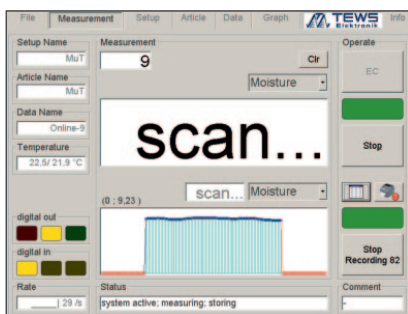 File Measurement Setup Article Data Graph TEWS Elektronik Info
Setup Name
MuT
Article Name
MuT
Data Name
Online-9
Temperature
22,5/ 21,9 °C
digital out
digital in
Rate
29 /s
Measurement
9
Clr
Moisture
scan...
(0 ; 9,23 )
scan... Moisture
Status
system active; measuring; storing
Operate
EC
Stop
Stop
Recording 82
Comment
-